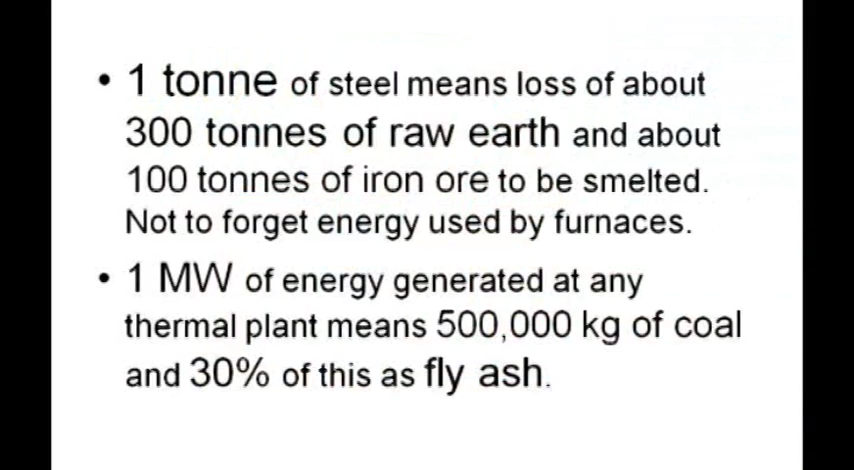 • 1 tonne of steel means loss of about
300 tonnes of raw earth and about
100 tonnes of iron ore to be smelted.
Not to forget energy used by furnaces.
• 1 MW of energy generated at any
thermal plant means 500,000 kg of coal
and 30% of this as fly ash.